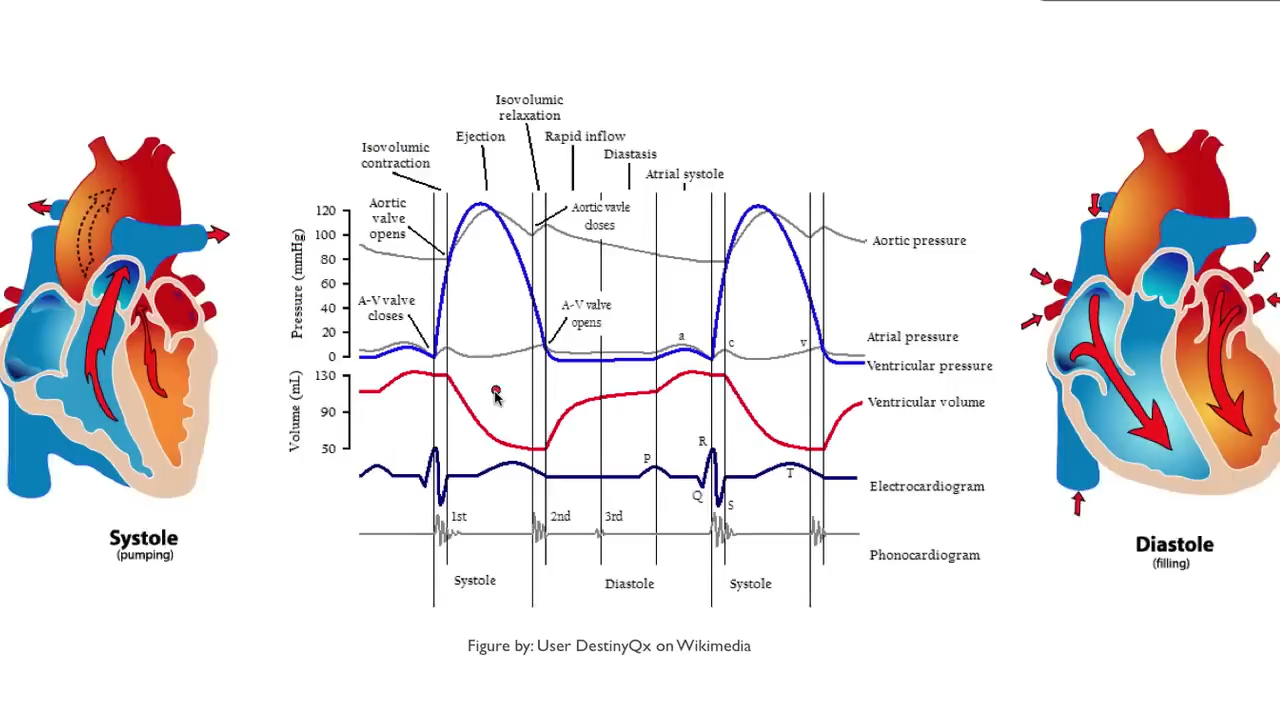 Isovolumic
relaxation
Ejection
Rapid inflow
Isovolumic
contraction
Diastasis
Atrial systole
Aortic
valve
opens
Aortic vavle
closes
A-V valve
closes
A-V valve
opens
Pressure (mmHg)
120
100
80
60
40
20
0
Volume (mL)
130
90
50
a
c
v
Aortic pressure
Atrial pressure
Ventricular pressure
Ventricular volume
R
P
Q
S
T
Electrocardiogram
1st
2nd
3rd
Phonocardiogram
Systole
Diastole
Systole
Systole
(pumping)
Diastole
(filling)
Figure by: User DestinyQx on Wikimedia